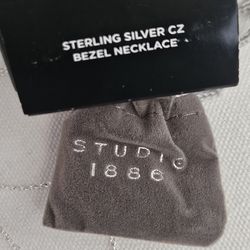 STERLING SILVER CZ
BEZEL NECKLACE
STUDIO
1886